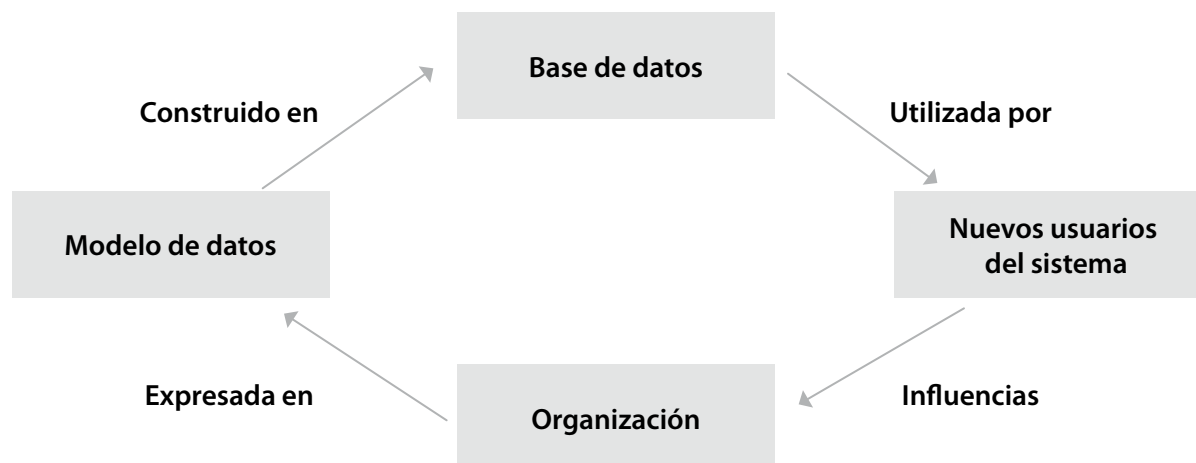 Base de datos
Construido en
Utilizada por
Modelo de datos
Nuevos usuarios
del sistema
Expresada en
Influencias
Organización